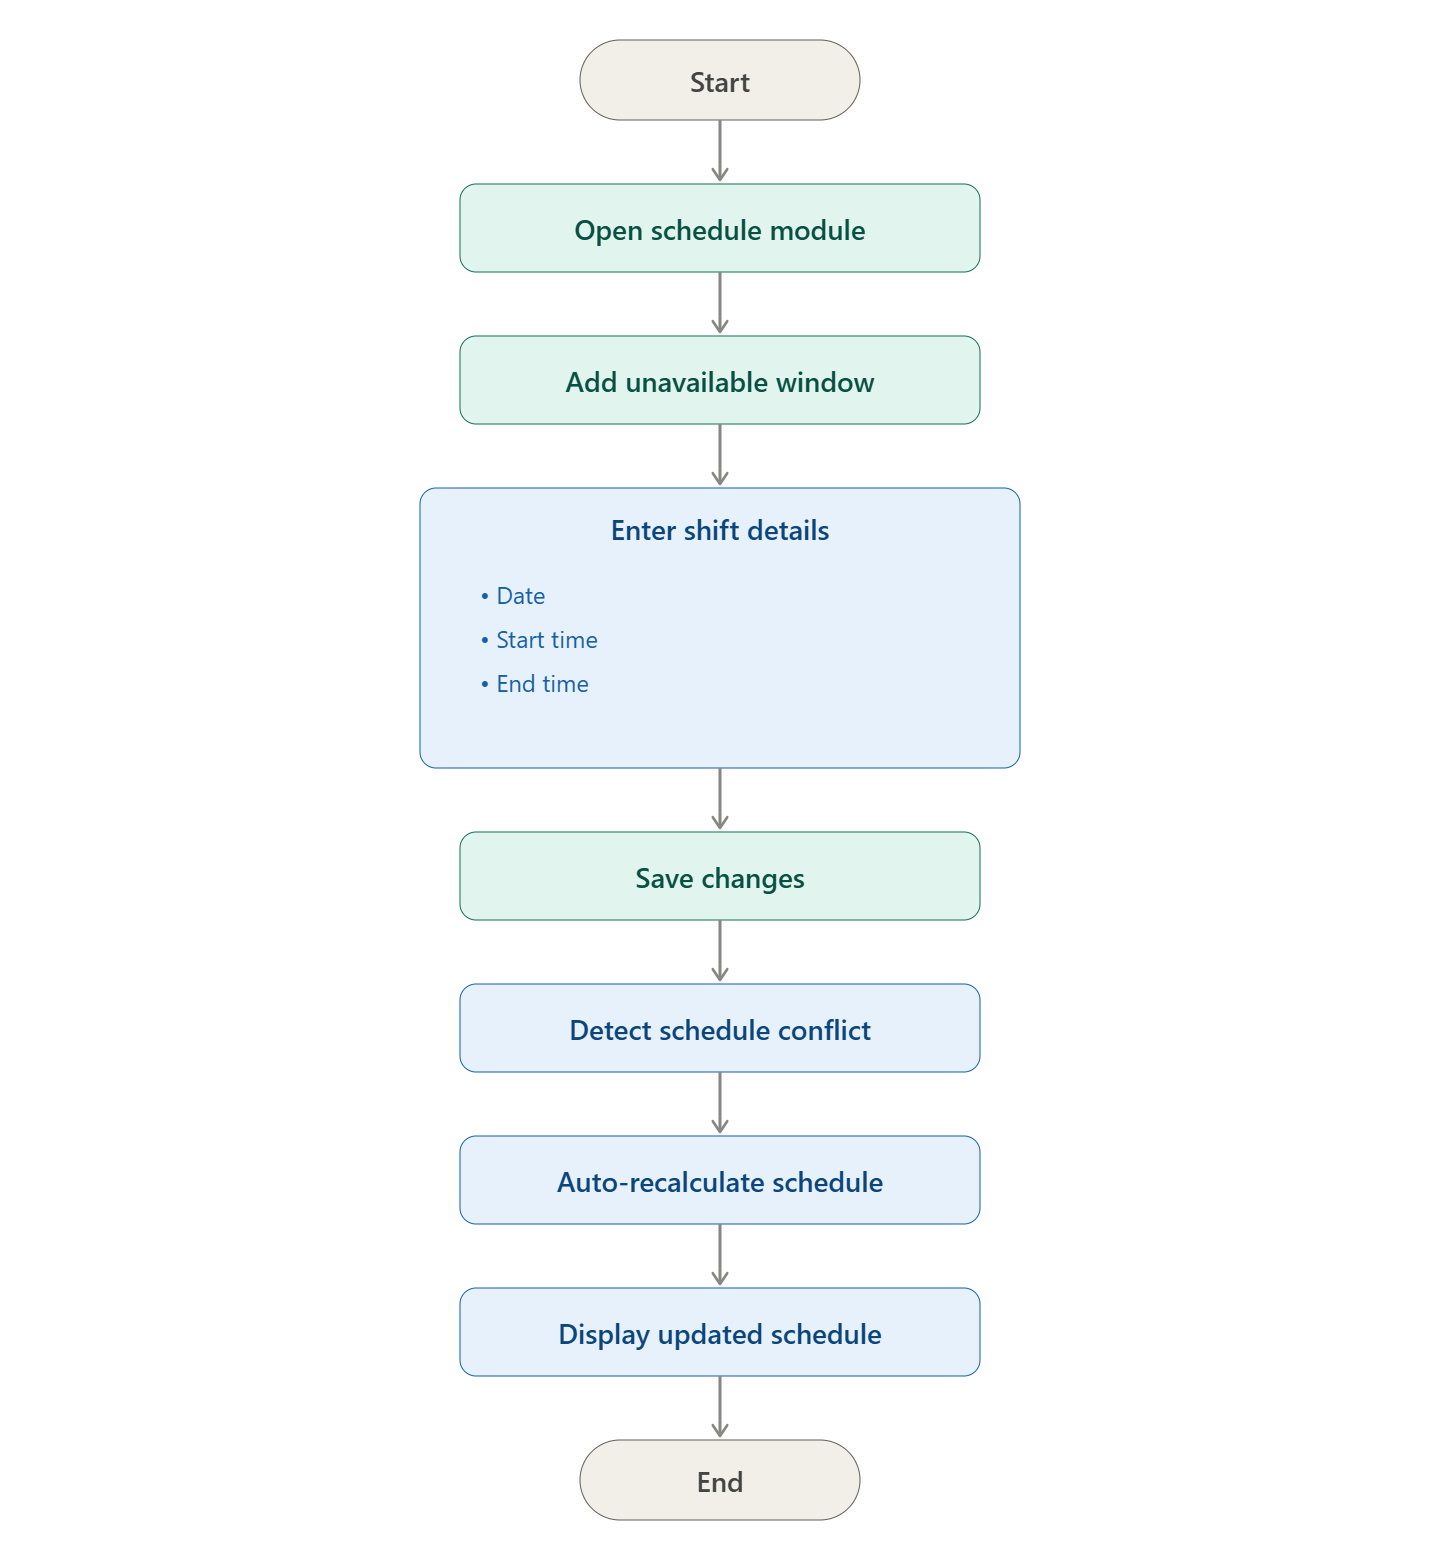 Start
Open schedule module
Add unavailable window
Enter shift details
• Date
• Start time
• End time
Save changes
Detect schedule conflict
Auto-recalculate schedule
Display updated schedule
End